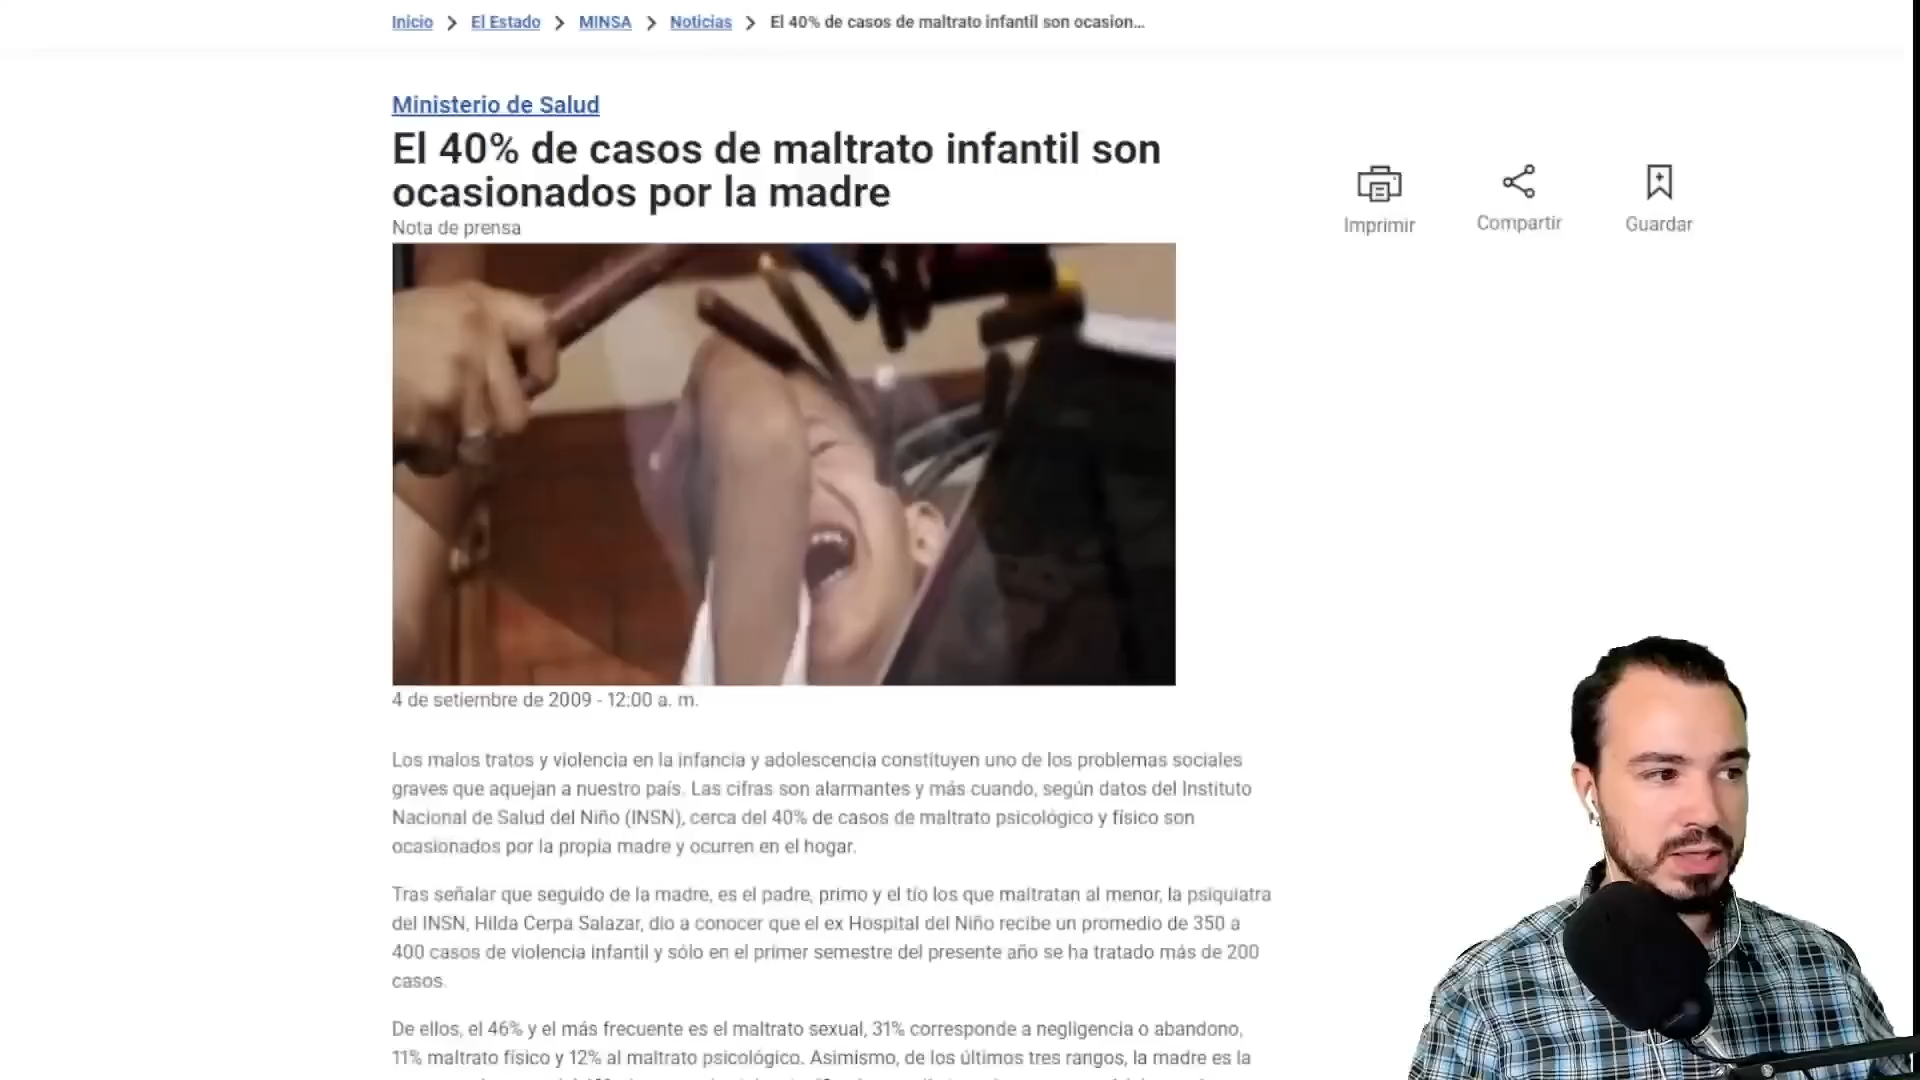 Inicio > El Estado > MINSA > Noticias > El 40% de casos de maltrato infantil son ocasion...
Ministerio de Salud
El 40% de casos de maltrato infantil son
ocasionados por la madre
Nota de prensa
Imprimir
Compartir
Guardar
4 de setiembre de 2009 - 12:00 a. m.
Los malos tratos y violencia en la infancia y adolescencia constituyen uno de los problemas sociales
graves que aquejan a nuestro país. Las cifras son alarmantes y más cuando, según datos del Instituto
Nacional de Salud del Niño (INSN), cerca del 40% de casos de maltrato psicológico y físico son
ocasionados por la propia madre y ocurren en el hogar.
Tras señalar que seguido de la madre, es el padre, primo y el tío los que maltratan al menor, la psiquiatra
del INSN, Hilda Cerpa Salazar, dio a conocer que el ex Hospital del Niño recibe un promedio de 350 a
400 casos de violencia infantil y sólo en el primer semestre del presente año se ha tratado más de 200
casos.
De ellos, el 46% y el más frecuente es el maltrato sexual, 31% corresponde a negligencia o abandono,
11% maltrato físico y 12% al maltrato psicológico. Asimismo, de los últimos tres rangos, la madre es la